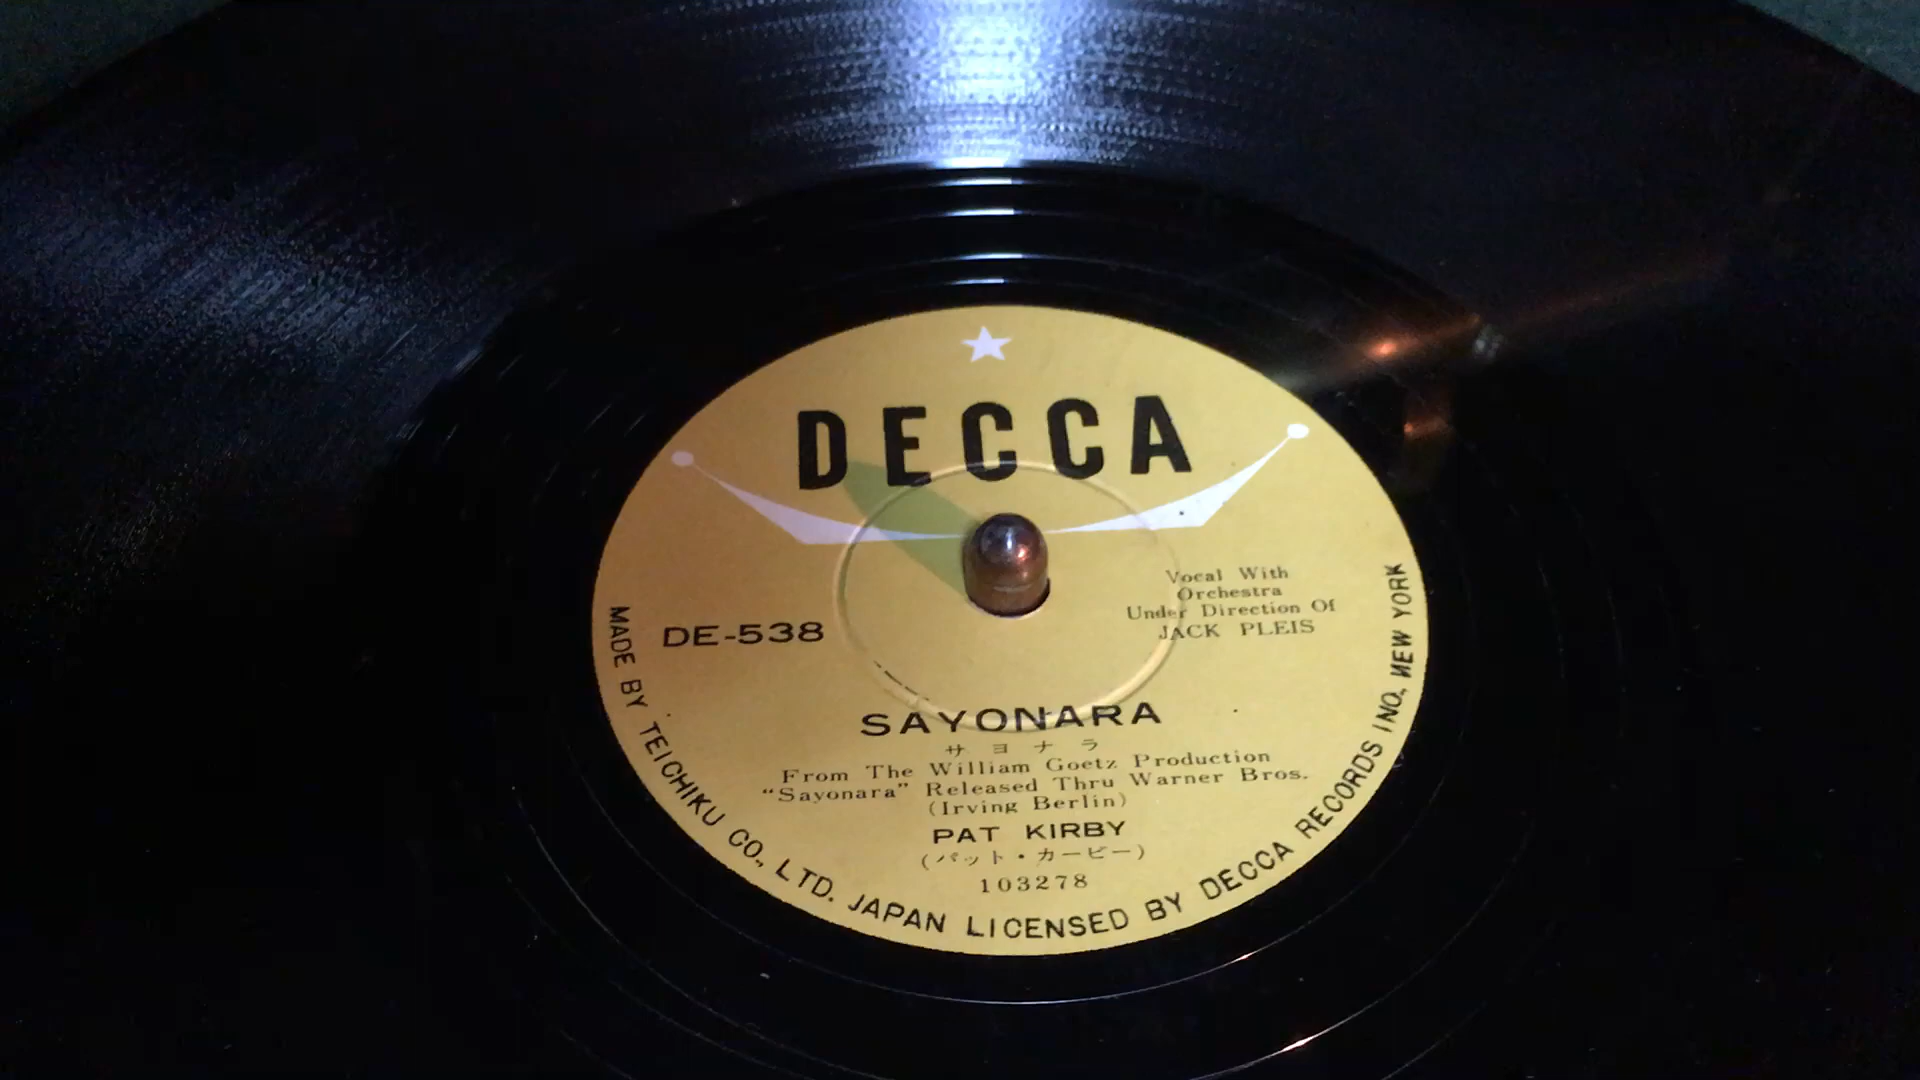 DECCA
Vocal With
Orchestra
Under Direction Of
JACK PLEIS
DE-538
SAYONARA
サヨナラ
From The William Goetz Production
“Sayonara” Released Thru Warner Bros.
(Irving Berlin)
PAT KIRBY
(パット・カービー)
103278
MADE BY TEICHIKU CO., LTD. JAPAN LICENSED BY DECCA RECORDS INC. NEW YORK